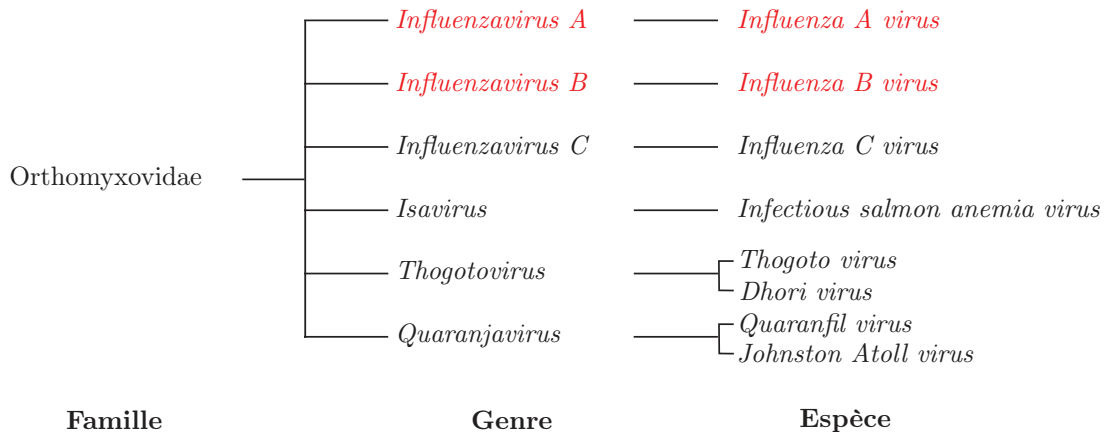 Influenzavirus A Influenza A virus
Influenzavirus B Influenza B virus
Influenzavirus C Influenza C virus
Orthomyxovidae
Isavirus Infectious salmon anemia virus
Thogotovirus Thogoto virus
Dhori virus
Quaranjavirus Quaranfil virus
Johnston Atoll virus
Famille Genre Espèce